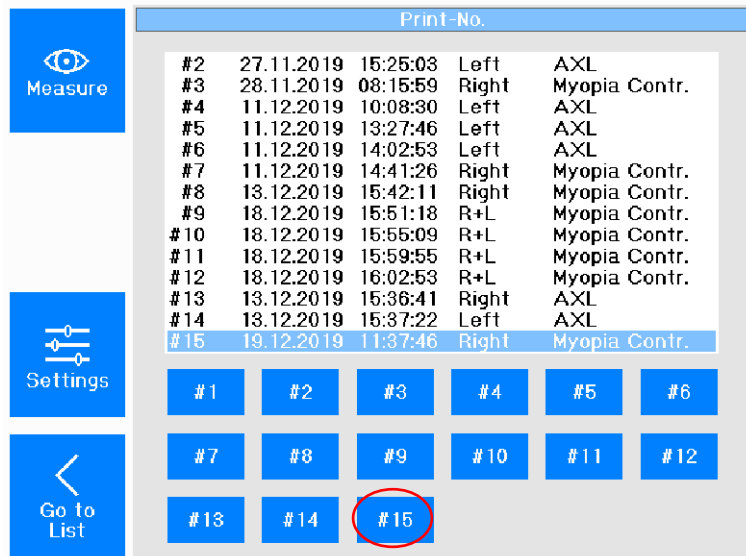 Print-No.
Measure
#2 27.11.2019 15:25:03 Left AXL
#3 28.11.2019 08:15:59 Right Myopia Contr.
#4 11.12.2019 10:08:30 Left AXL
#5 11.12.2019 13:27:46 Left AXL
#6 11.12.2019 14:02:53 Left AXL
#7 11.12.2019 14:41:26 Right Myopia Contr.
#8 13.12.2019 15:42:11 Right Myopia Contr.
#9 18.12.2019 15:51:18 R+L Myopia Contr.
#10 18.12.2019 15:55:09 R+L Myopia Contr.
#11 18.12.2019 15:59:55 R+L Myopia Contr.
#12 18.12.2019 16:02:53 R+L Myopia Contr.
#13 13.12.2019 15:36:41 Right AXL
#14 13.12.2019 15:37:22 Left AXL
#15 19.12.2019 11:37:46 Right Myopia Contr.
Settings
#1 #2 #3 #4 #5 #6
#7 #8 #9 #10 #11 #12
Go to
List
#13 #14 #15